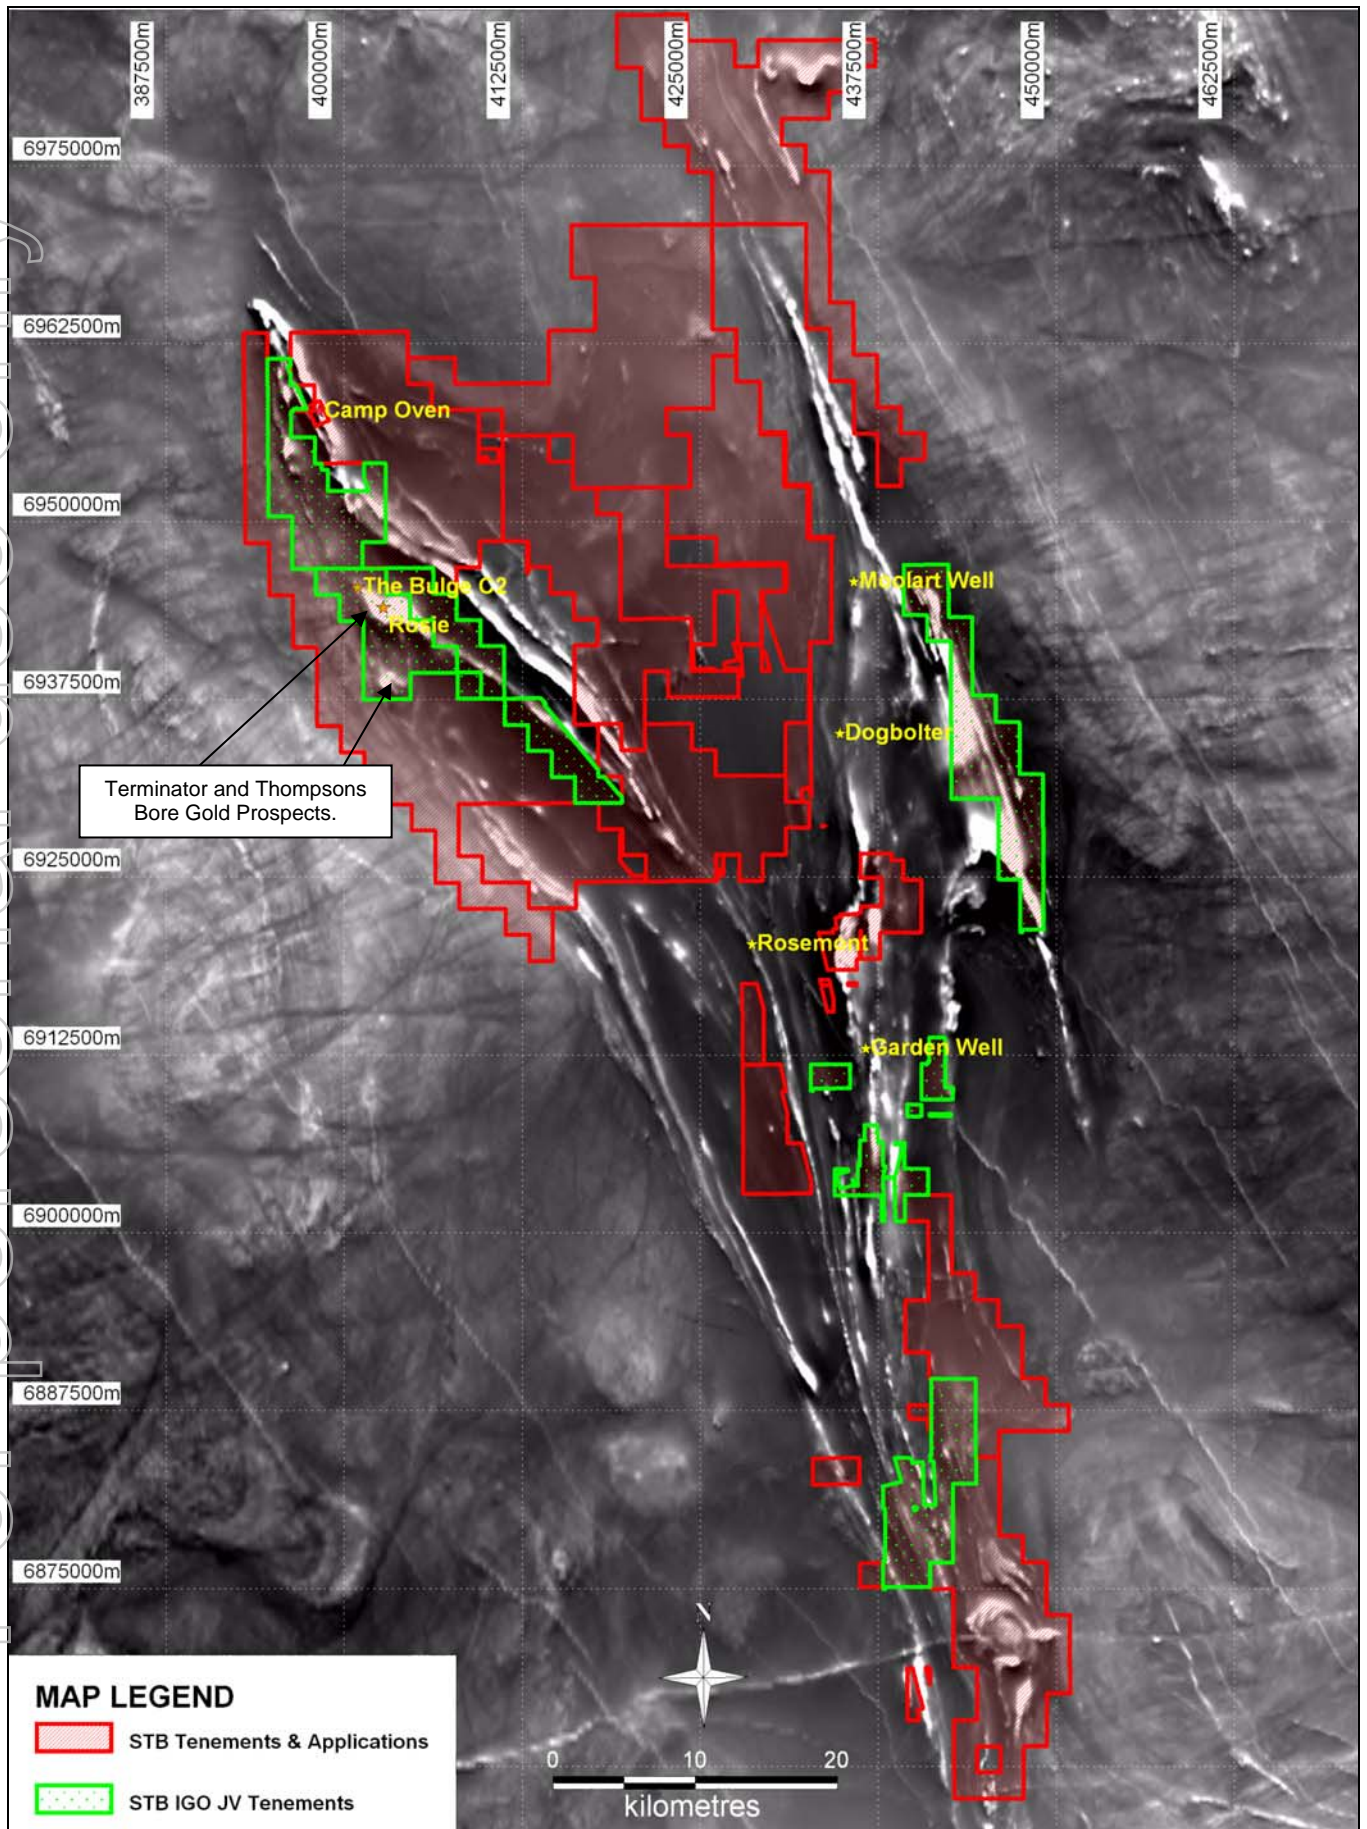 387500m
400000m
412500m
425000m
437500m
450000m
462500m
6975000m
6962500m
Camp Oven
6950000m
The Bulge C2
Moolart Well
Rosie
6937500m
Dogbolter
Terminator and Thompsons
Bore Gold Prospects.
6925000m
Rosemont
6912500m
Garden Well
6900000m
6887500m
6875000m
N
MAP LEGEND
STB Tenements & Applications
STB IGO JV Tenements
0 10 20
kilometres